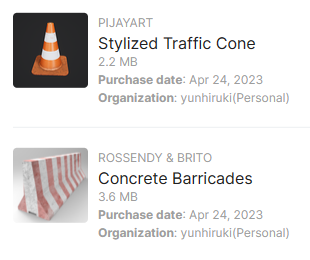 PIJAYART
Stylized Traffic Cone
2.2 MB
Purchase date: Apr 24, 2023
Organization: yunhiruki(Personal)
ROSSENDY & BRITO
Concrete Barricades
3.6 MB
Purchase date: Apr 24, 2023
Organization: yunhiruki(Personal)